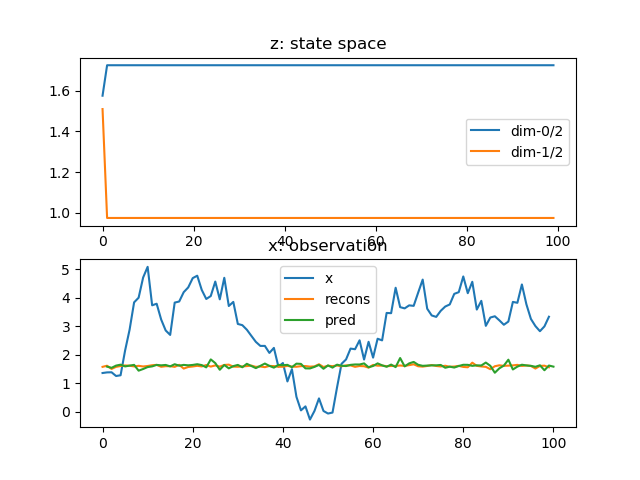 z: state space
1.6
1.4
1.2
1.0
dim-0/2
dim-1/2
0 20 40 60 80 100
x: observation
5
4
3
2
1
0
x
recons
pred
0 20 40 60 80 100